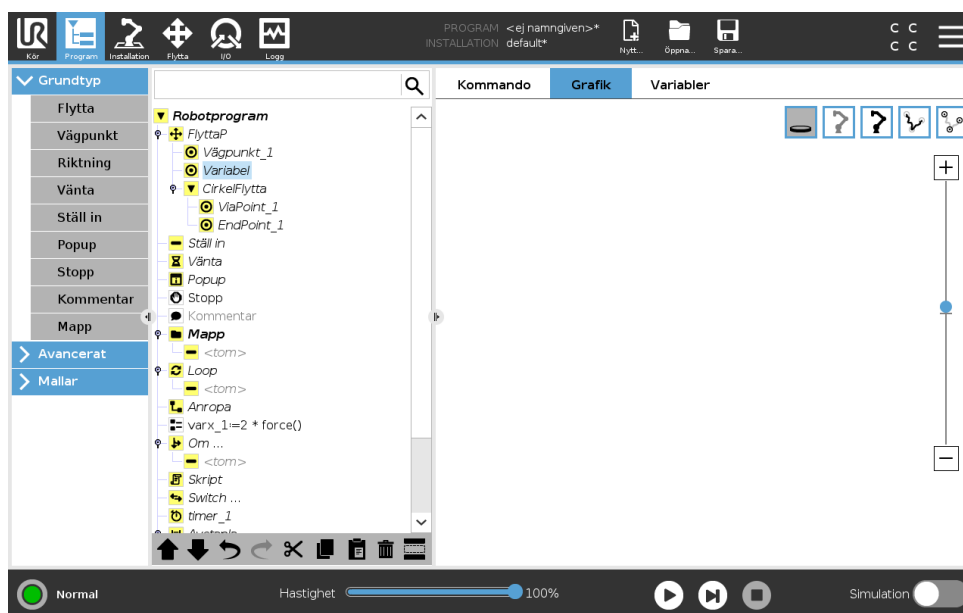 UR
Kör
Program
Installation
Flytta
I/O
Logg
PROGRAM <ej namngiven>*
INSTALLATION default*
Nytt...
Öppna...
Spara...
C C
C C
Grundtyp
Flytta
Vägpunkt
Riktning
Vänta
Ställ in
Popup
Stopp
Kommentar
Mapp
Avancerat
Mallar
Robotprogram
FlyttaP
Vägpunkt_1
Variabel
CirkelFlytta
ViaPoint_1
EndPoint_1
Ställ in
Vänta
Popup
Stopp
Kommentar
Mapp
<tom>
Loop
<tom>
Anropa
varx_1≔2 * force()
Om ...
<tom>
Skript
Switch ...
timer_1
Kommando
Grafik
Variabler
Normal
Hastighet
100%
Simulation